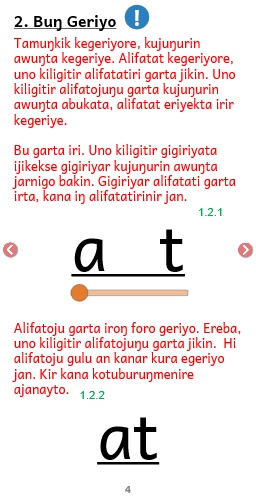 2. Buŋ Geriyo
Tamuŋkik kegeriyore, kujuŋurin
awuŋta kegeriye. Alifatat kegeriyore,
uno kiligitir alifatatiri garta jikin. Uno
kiligitir alifatojuŋu garta kujuŋurin
awuŋta abukata, alifatat eriyekta irir
kegeriye.
Bu garta iri. Uno kiligitir gigiriyata
ijikekse gigiriyar kujuŋurin awuŋta
jarnigo bakin. Gigiriyar alifatati garta
irta, kana iŋ alifatatirinir jan.
1.2.1
a t
Alifatoju garta iroŋ foro geriyo. Ereba,
uno kiligitir alifatojuŋu garta jikin. Hi
alifatoju gulu an kanar kura egeriyo
jan. Kir kana kotuburuŋmenire
ajanayto.
1.2.2
at
4